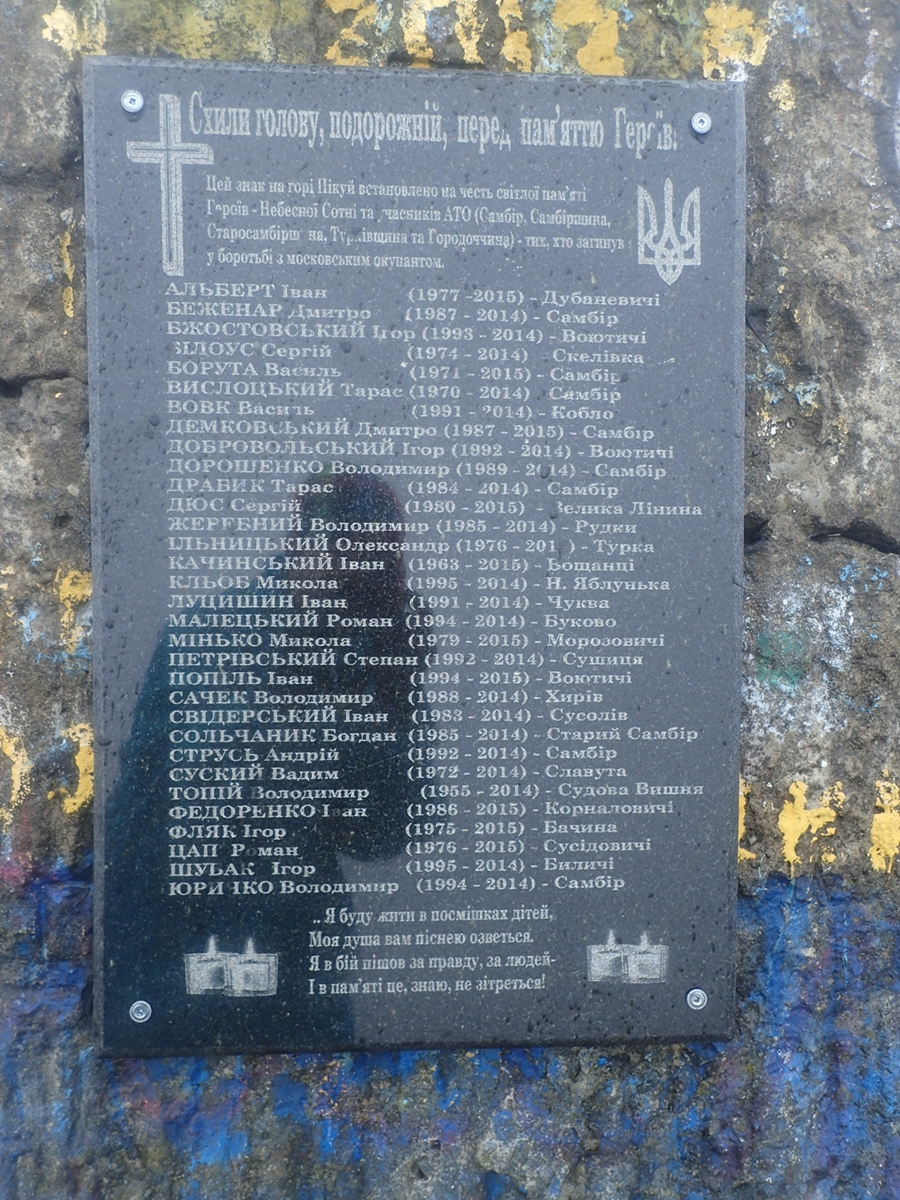 Схили голову, подорожній, перед пам'яттю Героїв.
Цей знак на горі Пікуй встановлено на честь світлої пам'яті
Героїв - Небесної Сотні та учасників АТО (Самбір, Самбірщина,
Старосамбірщина, Турківщина та Городоччина) - тих, хто загинув
у боротьбі з московським окупантом.
АЛЬБЕРТ Іван (1977 -2015) - Дубаневичі
БЕЖЕНАР Дмитро (1987 - 2014) - Самбір
БЖОСТОВСЬКИЙ Ігор (1993 - 2014) - Воютичі
БІЛОУС Сергій (1974 - 2014) - Скелівка
БОРУТА Василь (1971 - 2015) - Самбір
ВИСЛОЦЬКИЙ Тарас (1970 - 2014) - Самбір
ВОВК Василь (1991 - 2014) - Кобло
ДЕМКОВСЬКИЙ Дмитро (1987 - 2015) - Самбір
ДОБРОВОЛЬСЬКИЙ Ігор (1992 - 2014) - Воютичі
ДОРОШЕНКО Володимир (1989 - 2014) - Самбір
ДРАБИК Тарас (1984 - 2014) - Самбір
ДЮС Сергій (1980 - 2015) - Велика Лінина
ЖЕРЕБНИЙ Володимир (1985 - 2014) - Рудки
ІЛЬНИЦЬКИЙ Олександр (1976 - 201 ) - Турка
КАЧИНСЬКИЙ Іван (1963 - 2015) - Бощанці
КЛЬОБ Микола (1995 - 2014) - Н. Яблунька
ЛУЦИШИН Іван (1991 - 2014) - Чуква
МАЛЕЦЬКИЙ Роман (1994 - 2014) - Буково
МІНЬКО Микола (1979 - 2015) - Морозовичі
ПЕТРІВСЬКИЙ Степан (1992 - 2014) - Сушиця
ПОПІЛЬ Іван (1994 - 2015) - Воютичі
САЧЕК Володимир (1988 - 2014) - Хирів
СВІДЕРСЬКИЙ Іван (1983 - 2014) - Сусолів
СОЛЬЧАНИК Богдан (1985 - 2014) - Старий Самбір
СТРУСЬ Андрій (1992 - 2014) - Самбір
СУСКИЙ Вадим (1972 - 2014) - Славута
ТОПІЙ Володимир (1955 - 2014) - Судова Вишня
ФЕДОРЕНКО Іван (1986 - 2015) - Корналовичі
ФЛЯК Ігор (1975 - 2015) - Бачина
ЦАП Роман (1976 - 2015) - Сусідовичі
ШУБАК Ігор (1995 - 2014) - Биличі
ЮРИЧКО Володимир (1994 - 2014) - Самбір
.. Я буду жити в посмішках дітей,
Моя душа вам піснею озветься.
Я в бій пішов за правду, за людей-
І в пам'яті це, знаю, не зітреться!